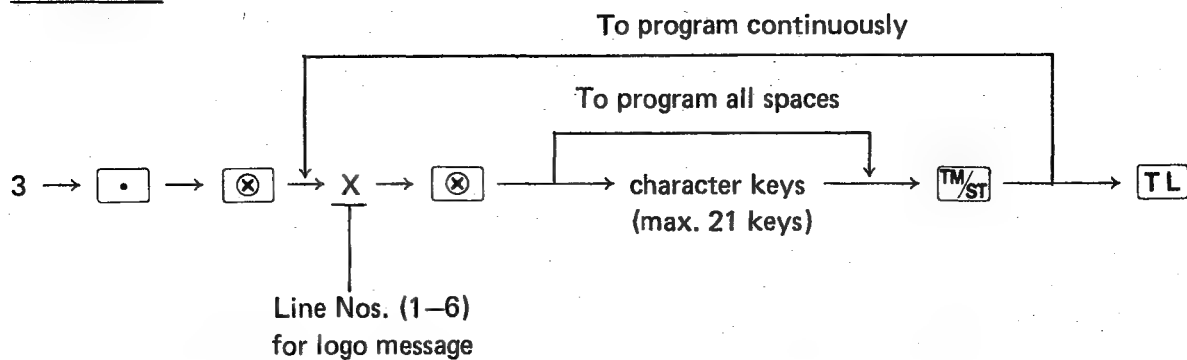 To program continuously
To program all spaces
3 → [•] → [⊗] → X → [⊗] → character keys → [TM/ST] → [TL]
(max. 21 keys)
Line Nos. (1—6)
for logo message